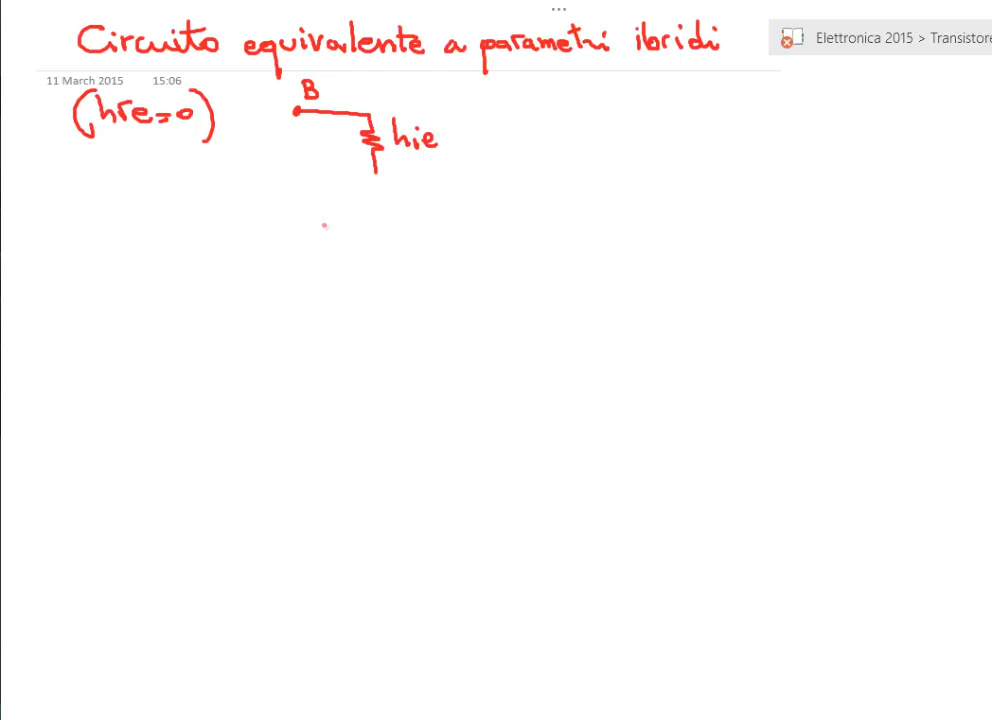 Circuito equivalente a parametri ibridi
Elettronica 2015 > Transistore
11 March 2015 15:06
(hre=0)
B
hie